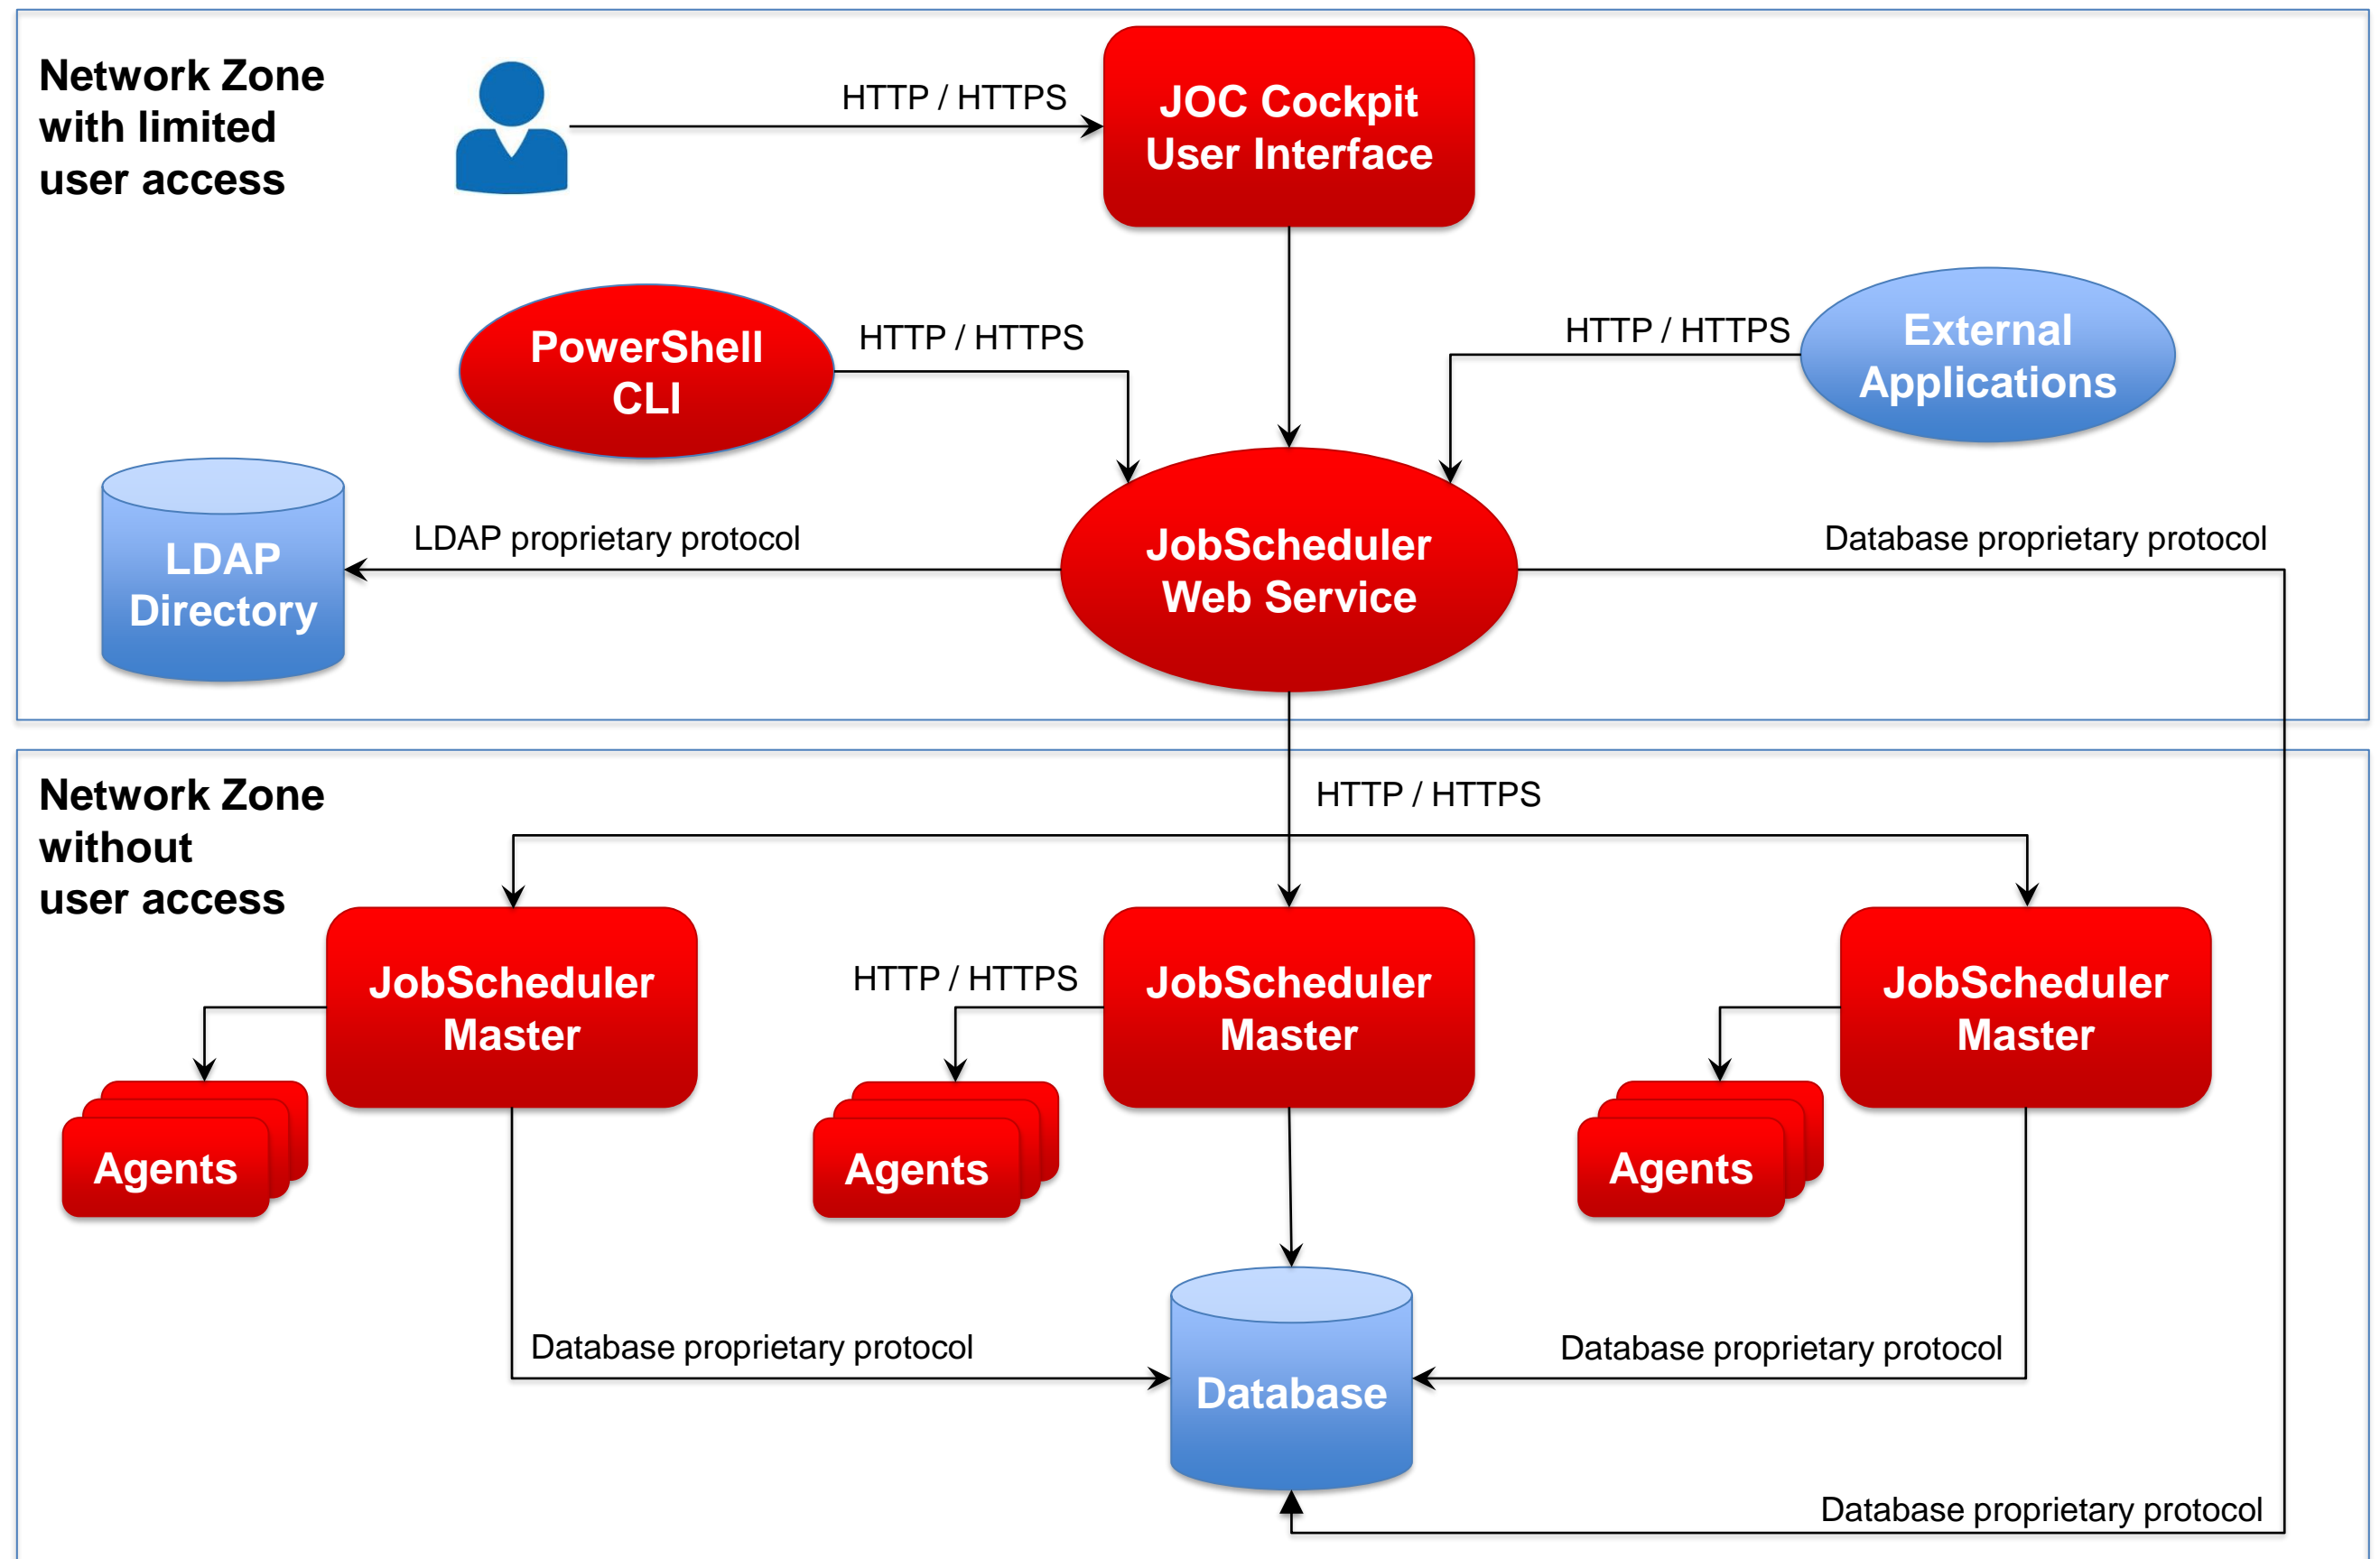 Network Zone
with limited
user access
HTTP / HTTPS
JOC Cockpit
User Interface
PowerShell
CLI
HTTP / HTTPS
HTTP / HTTPS
External
Applications
LDAP
Directory
LDAP proprietary protocol
JobScheduler
Web Service
Database proprietary protocol
Network Zone
without
user access
HTTP / HTTPS
JobScheduler
Master
HTTP / HTTPS
JobScheduler
Master
JobScheduler
Master
Agents
Agents
Agents
Database proprietary protocol
Database proprietary protocol
Database
Database proprietary protocol